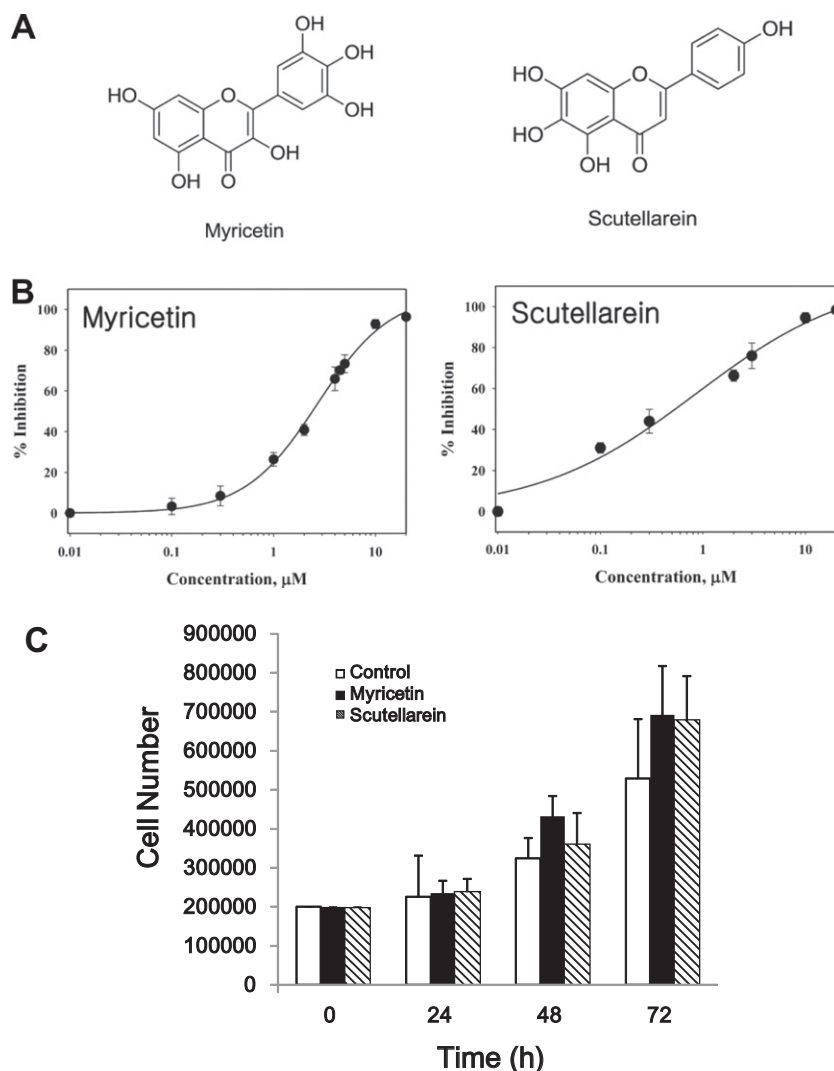 A
OH
HO
O
OH
OH
OH
OH
O
Myricetin
OH
HO
O
HO
OH
O
Scutellarein
B
Myricetin
% Inhibition
100
80
60
40
20
0
0.01
0.1
1
10
Concentration, μM
Scutellarein
% Inhibition
100
80
60
40
20
0
0.01
0.1
1
10
Concentration, μM
C
Cell Number
900000
800000
700000
600000
500000
400000
300000
200000
100000
0
Control
Myricetin
Scutellarein
0
24
48
72
Time (h)